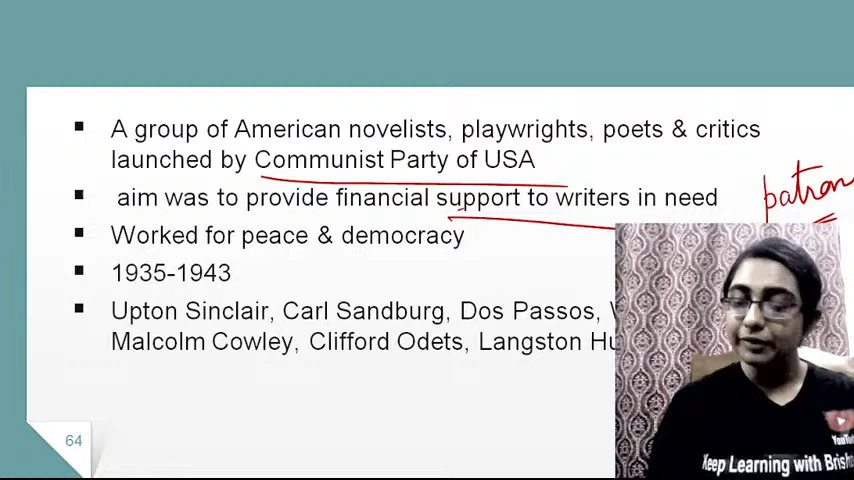 A group of American novelists, playwrights, poets & critics
launched by Communist Party of USA
aim was to provide financial support to writers in need
patron
Worked for peace & democracy
1935-1943
Upton Sinclair, Carl Sandburg, Dos Passos,
Malcolm Cowley, Clifford Odets, Langston
64
YouTu
Keep Learning with Brish